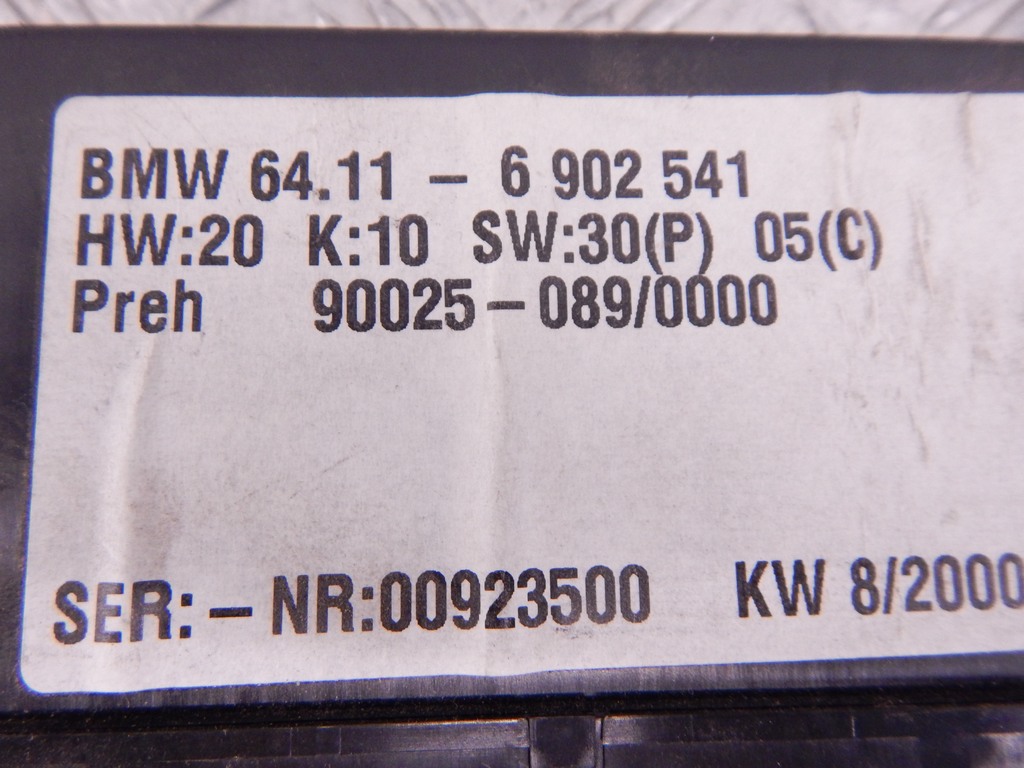 BMW 64.11 - 6 902 541
HW:20 K:10 SW:30(P) 05(C)
Preh 90025-089/0000
SER:-NR:00923500 KW 8/2000